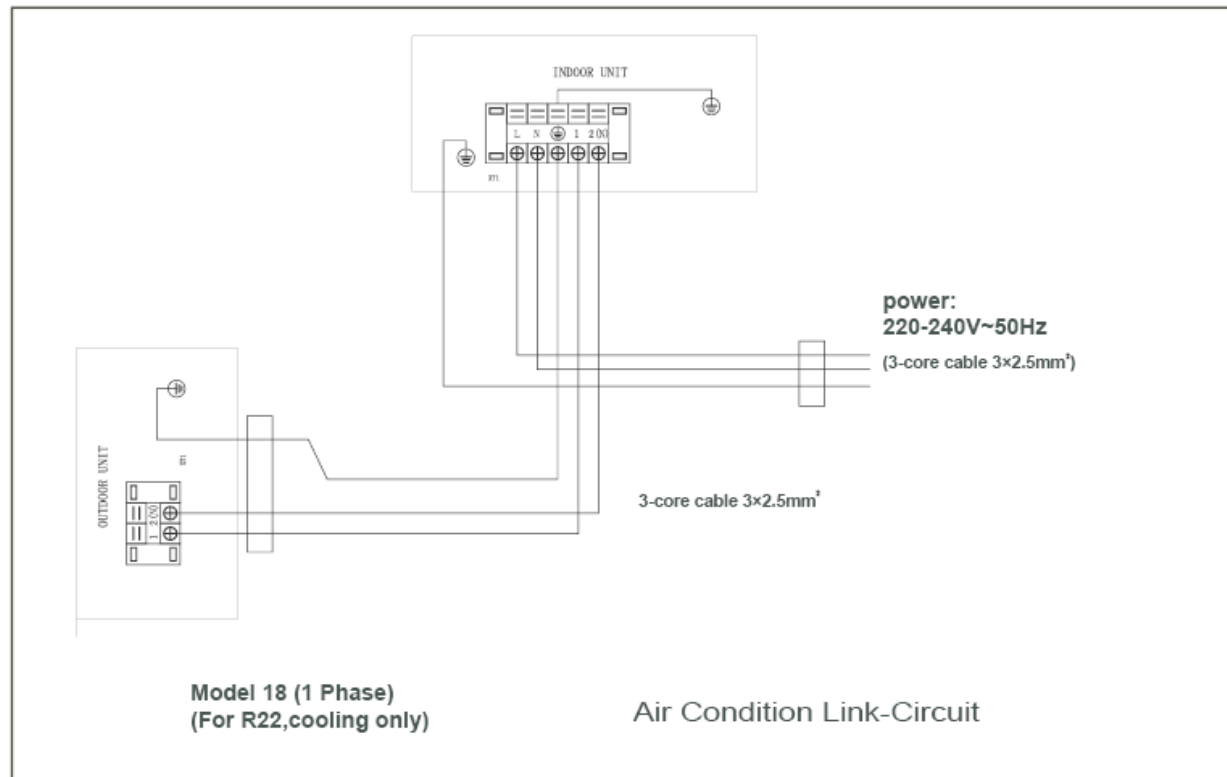 INDOOR UNIT
L N 1 2(N)
m
power:
220-240V~50Hz
(3-core cable 3×2.5mm²)
OUTDOOR UNIT
m
1 2(N)
3-core cable 3×2.5mm²
Model 18 (1 Phase)
(For R22,cooling only)
Air Condition Link-Circuit